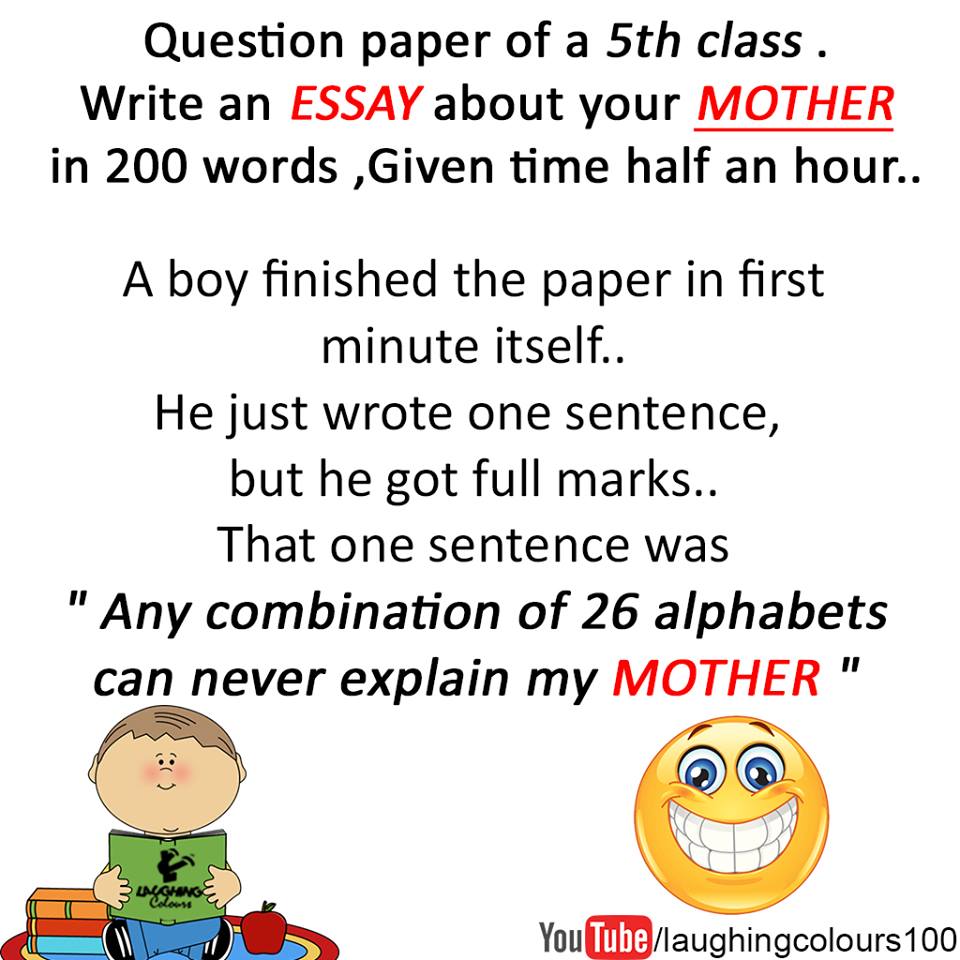 Question paper of a 5th class .
Write an ESSAY about your MOTHER
in 200 words ,Given time half an hour..
A boy finished the paper in first
minute itself..
He just wrote one sentence,
but he got full marks..
That one sentence was
" Any combination of 26 alphabets
can never explain my MOTHER "
LAUGHING
Colours
YouTube/laughingcolours100